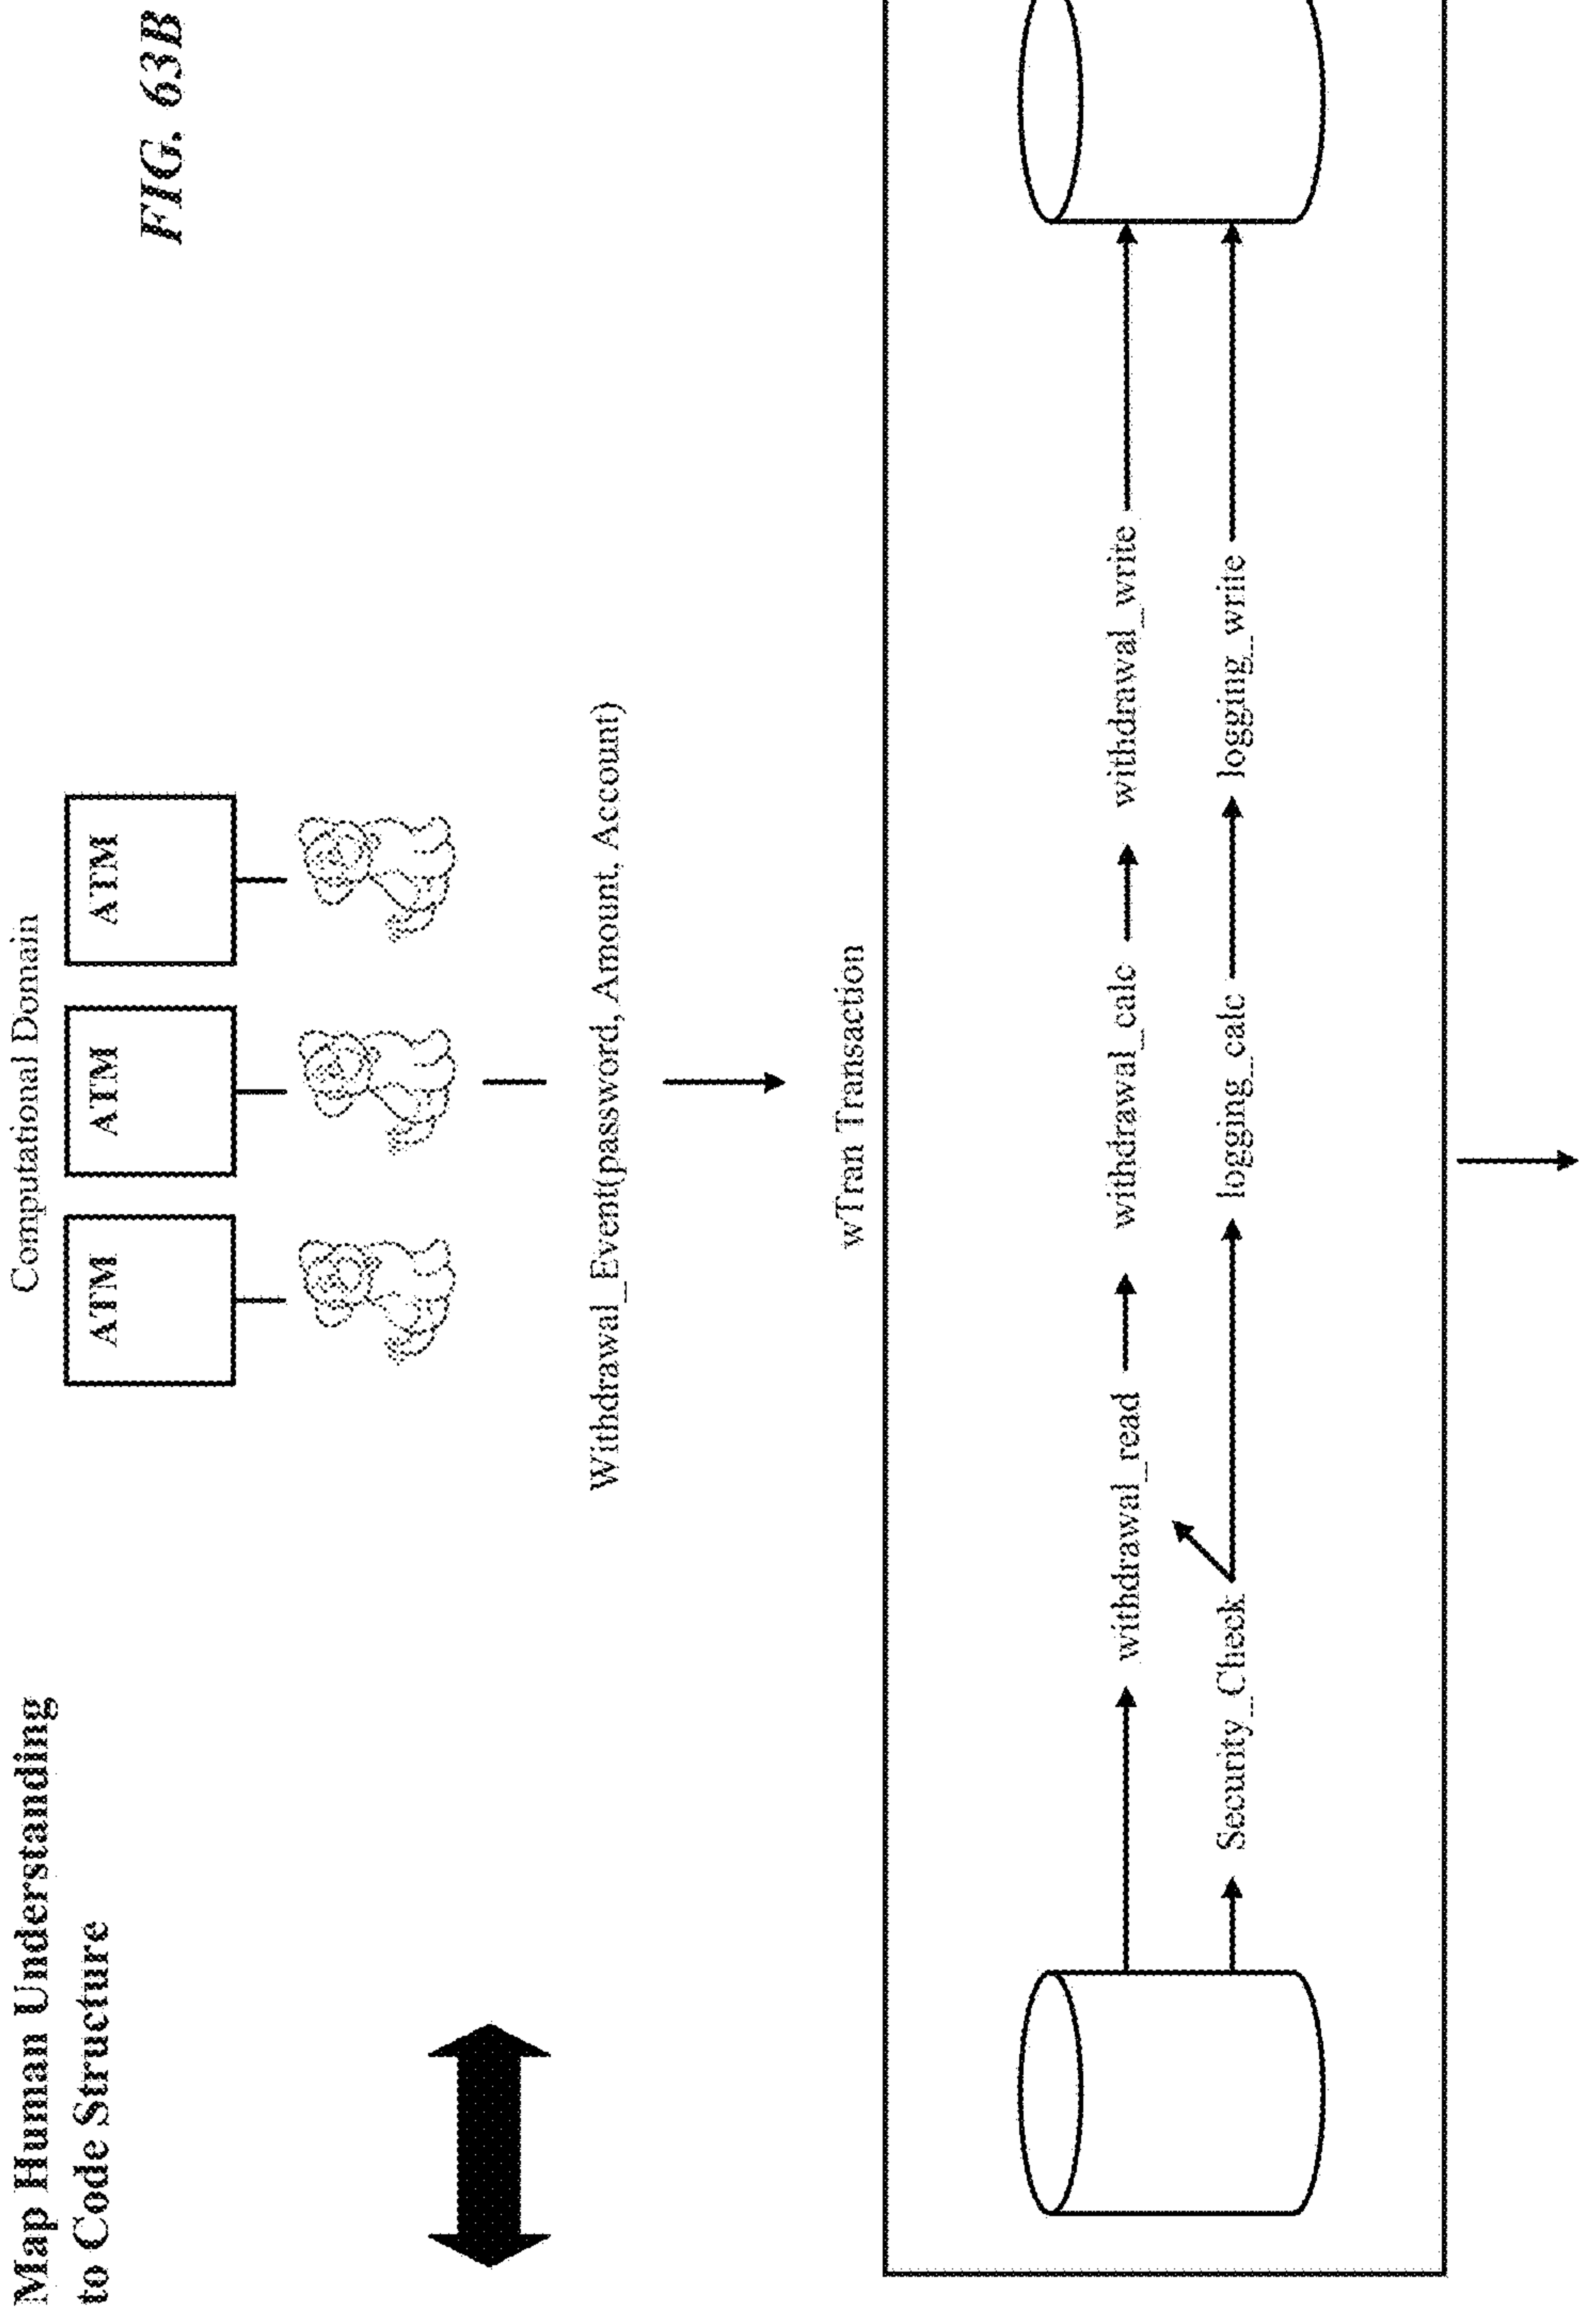 Map Human Understanding
to Code Structure
Computational Domain
FIG. 63B
ATM
ATM
ATM
Withdrawal_Event(password, Amount, Account)
wTran Transaction
withdrawal_read
withdrawal_calc
withdrawal_write
Security_Check
logging_calc
logging_write